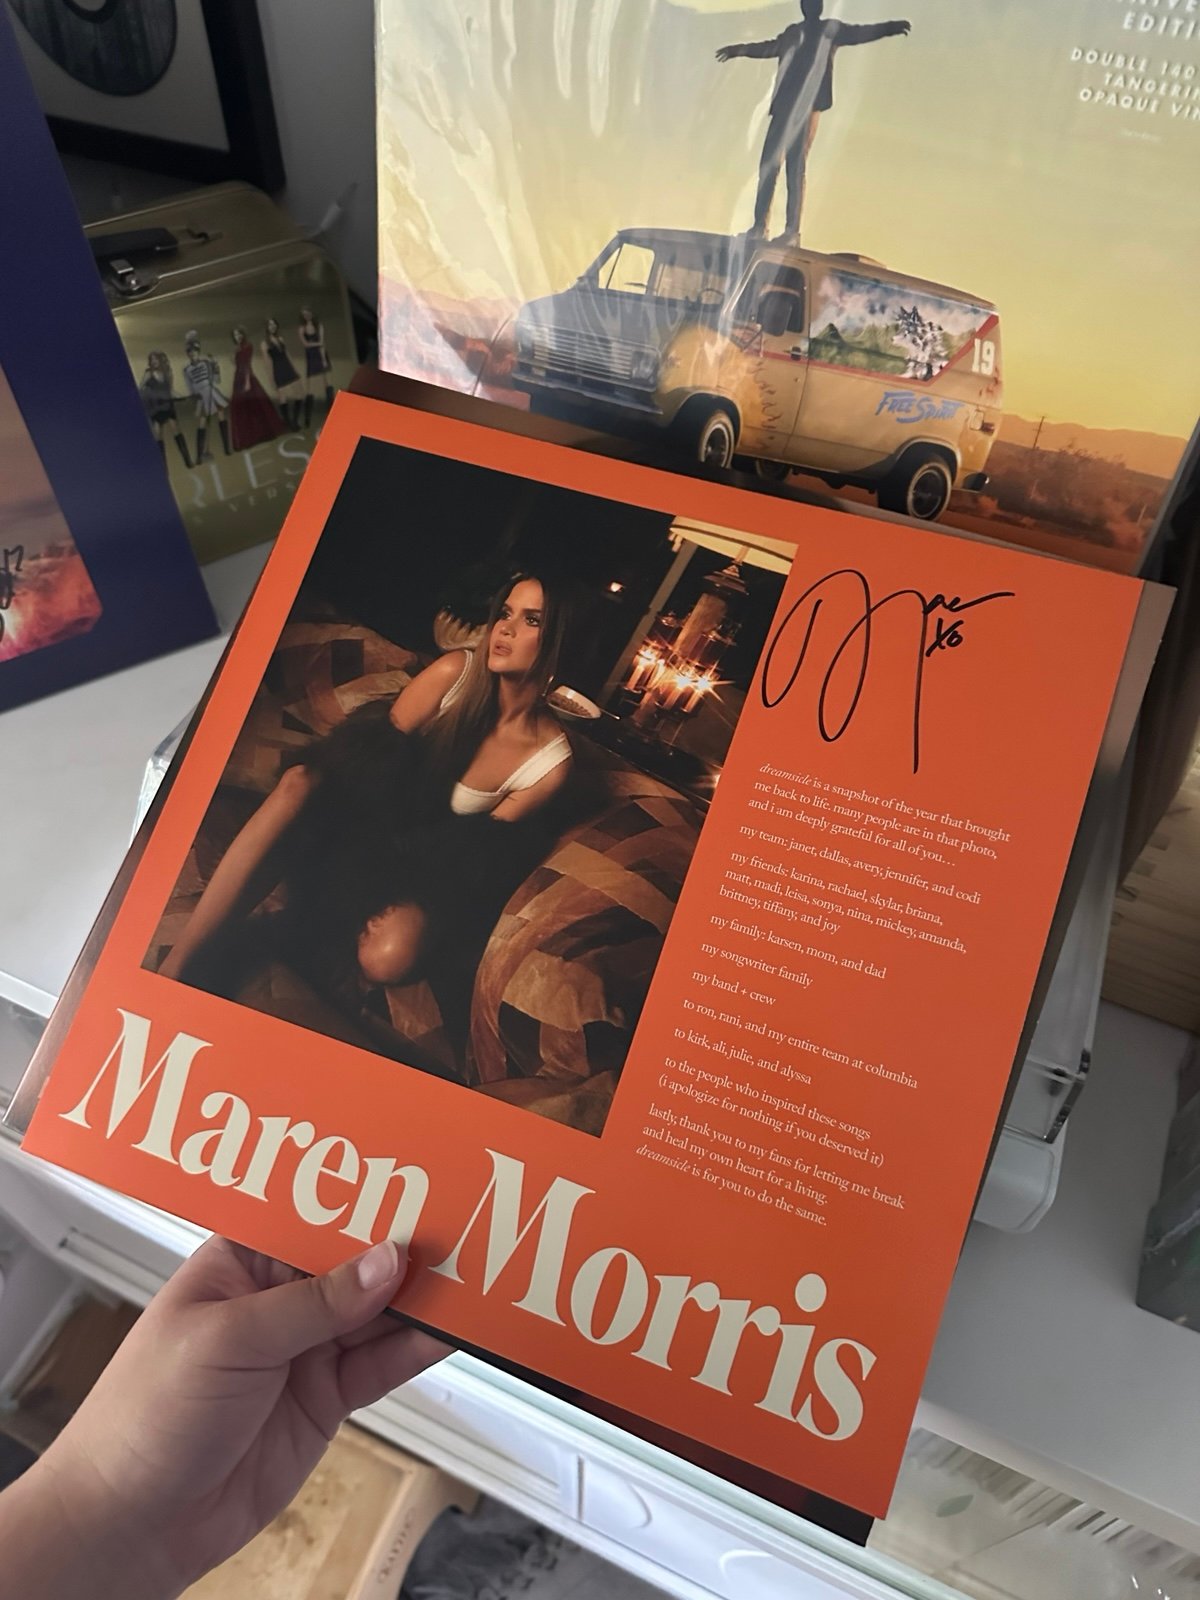 EDITI
DOUBLE 140
TANGERIN
OPAQUE VIN
19
FREE SPIRIT
xo
dreamsicle is a snapshot of the year that brought
me back to life. many people are in that photo,
and i am deeply grateful for all of you...
my team: janet, dallas, avery, jennifer, and codi
my friends: karina, rachael, skylar, briana,
matt, madi, leisa, sonya, nina, mickey, amanda,
brittney, tiffany, and joy
my family: karsen, mom, and dad
my songwriter family
my band + crew
to ron, rani, and my entire team at columbia
to kirk, ali, julie, and alyssa
to the people who inspired these songs
(i apologize for nothing if you deserved it)
lastly, thank you to my fans for letting me break
and heal my own heart for a living.
dreamsicle is for you to do the same.
Maren Morris